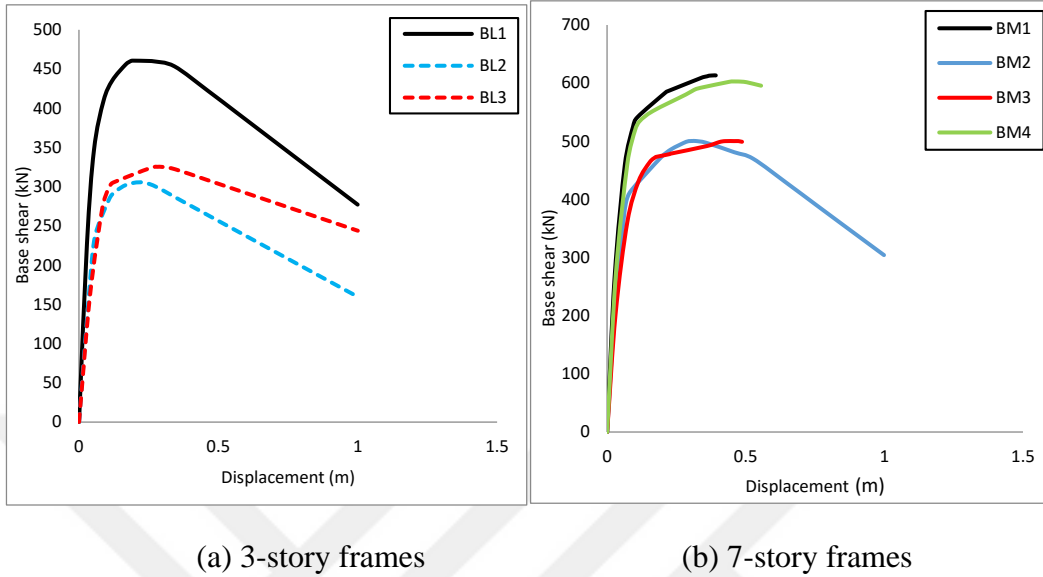 500
450
400
350
300
250
200
150
100
50
0
Base shear (kN)
0
0.5
1
1.5
Displacement (m)
BL1
BL2
BL3
700
600
500
400
300
200
100
0
Base shear (kN)
0
0.5
1
1.5
Displacement (m)
BM1
BM2
BM3
BM4
(a) 3-story frames
(b) 7-story frames